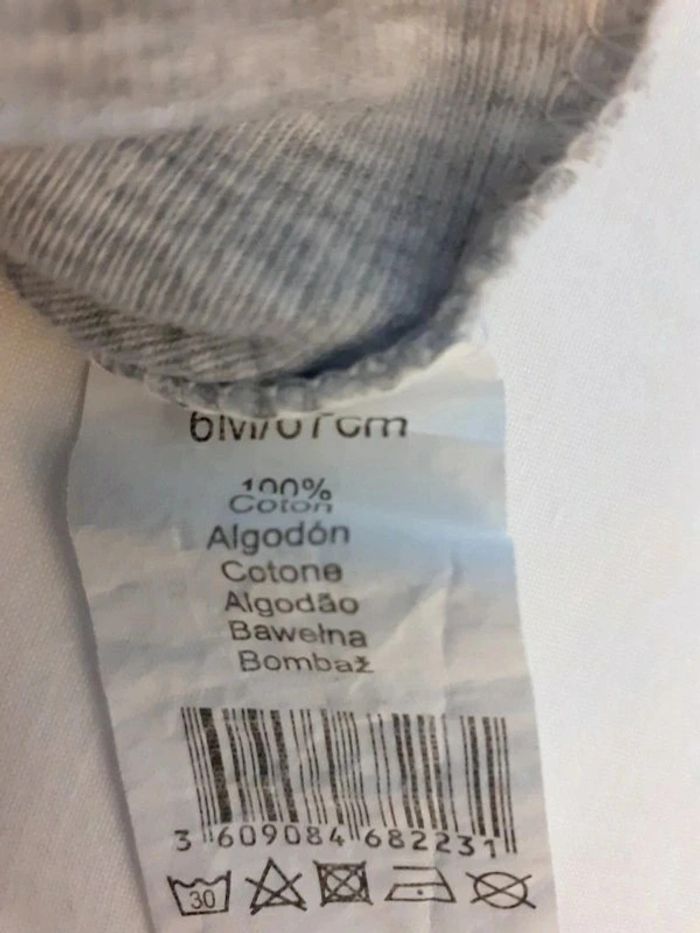 6M/67cm
100%
Coton
Algodón
Cotone
Algodão
Bawełna
Bombaž
3 609084 682231
30